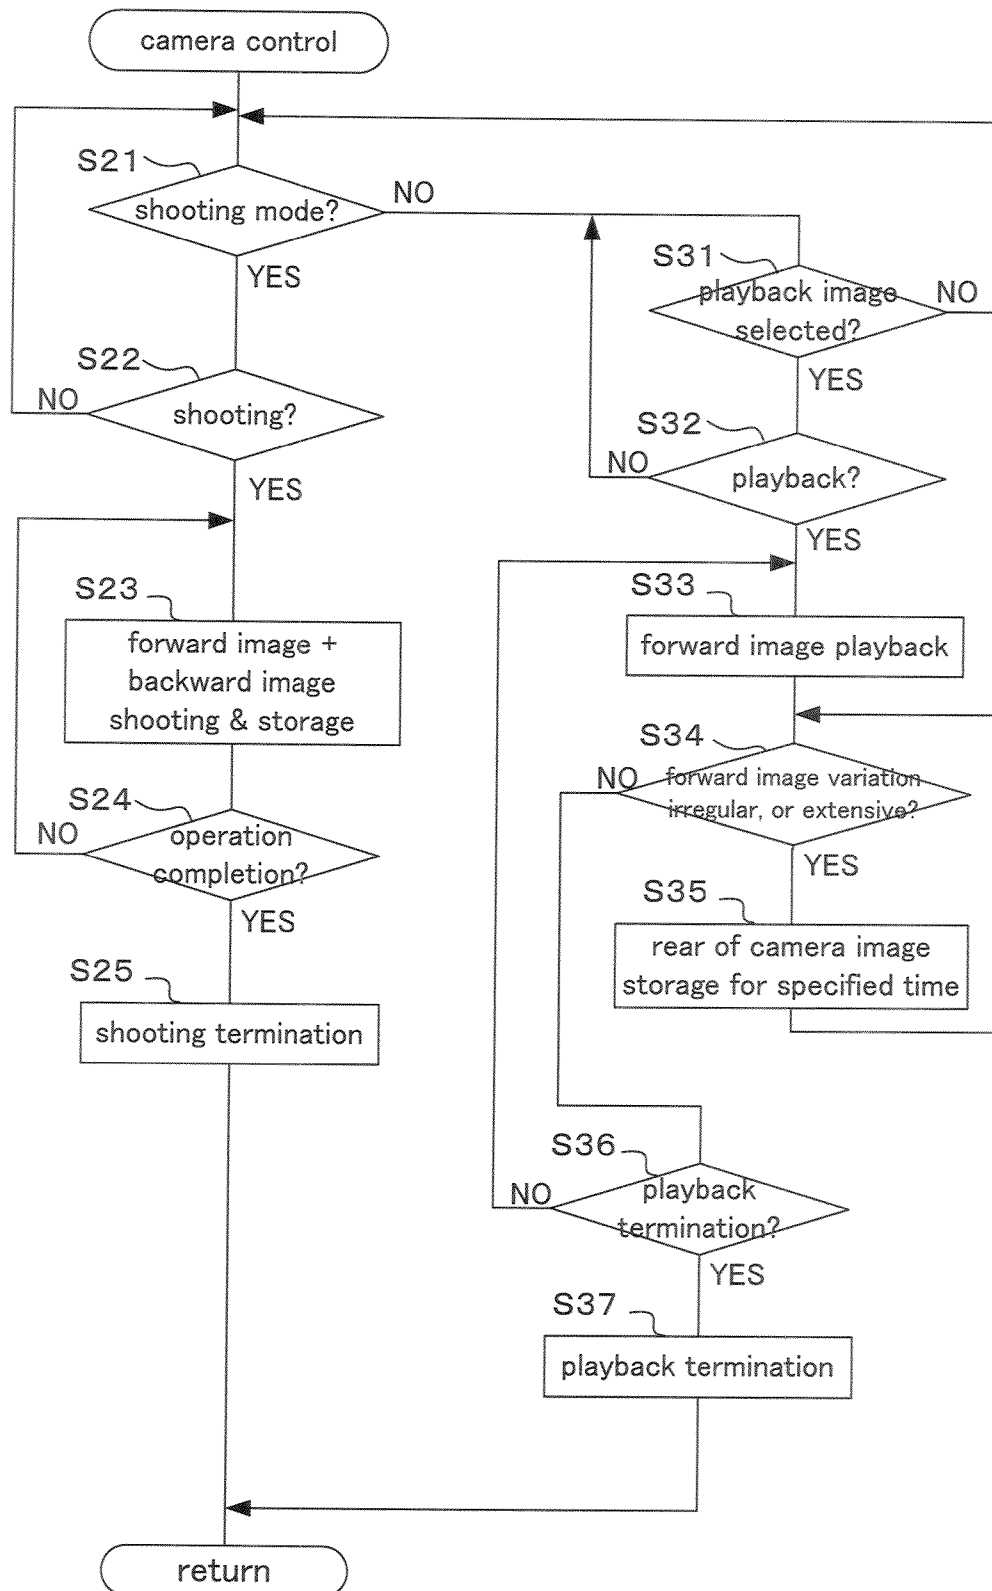 camera control
S21
shooting mode?
NO
YES
S22
shooting?
NO
YES
S23
forward image +
backward image
shooting & storage
S24
operation
completion?
NO
YES
S25
shooting termination
S31
playback image
selected?
NO
YES
S32
playback?
NO
YES
S33
forward image playback
S34
forward image variation
irregular, or extensive?
NO
YES
S35
rear of camera image
storage for specified time
S36
playback
termination?
NO
YES
S37
playback termination
return